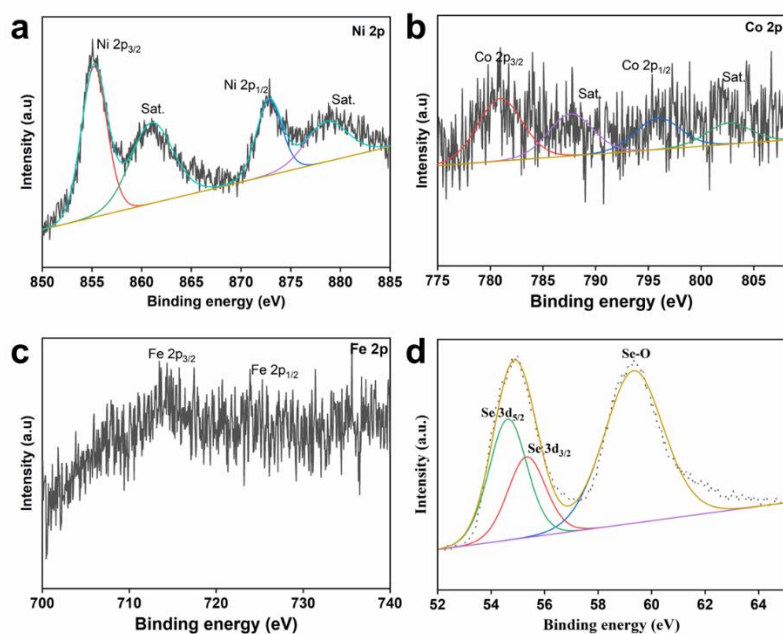 a
Ni 2p
Ni 2p3/2
Sat.
Ni 2p1/2
Sat.
Intensity (a.u)
850 855 860 865 870 875 880 885
Binding energy (eV)
b
Co 2p
Co 2p3/2
Sat.
Co 2p1/2
Sat.
Intensity (a.u)
775 780 785 790 795 800 805
Binding energy (eV)
c
Fe 2p
Fe 2p3/2
Fe 2p1/2
Intensity (a.u)
700 710 720 730 740
Binding energy (eV)
d
Se 3d5/2
Se 3d3/2
Se-O
Intensity (a.u.)
52 54 56 58 60 62 64
Binding energy (eV)